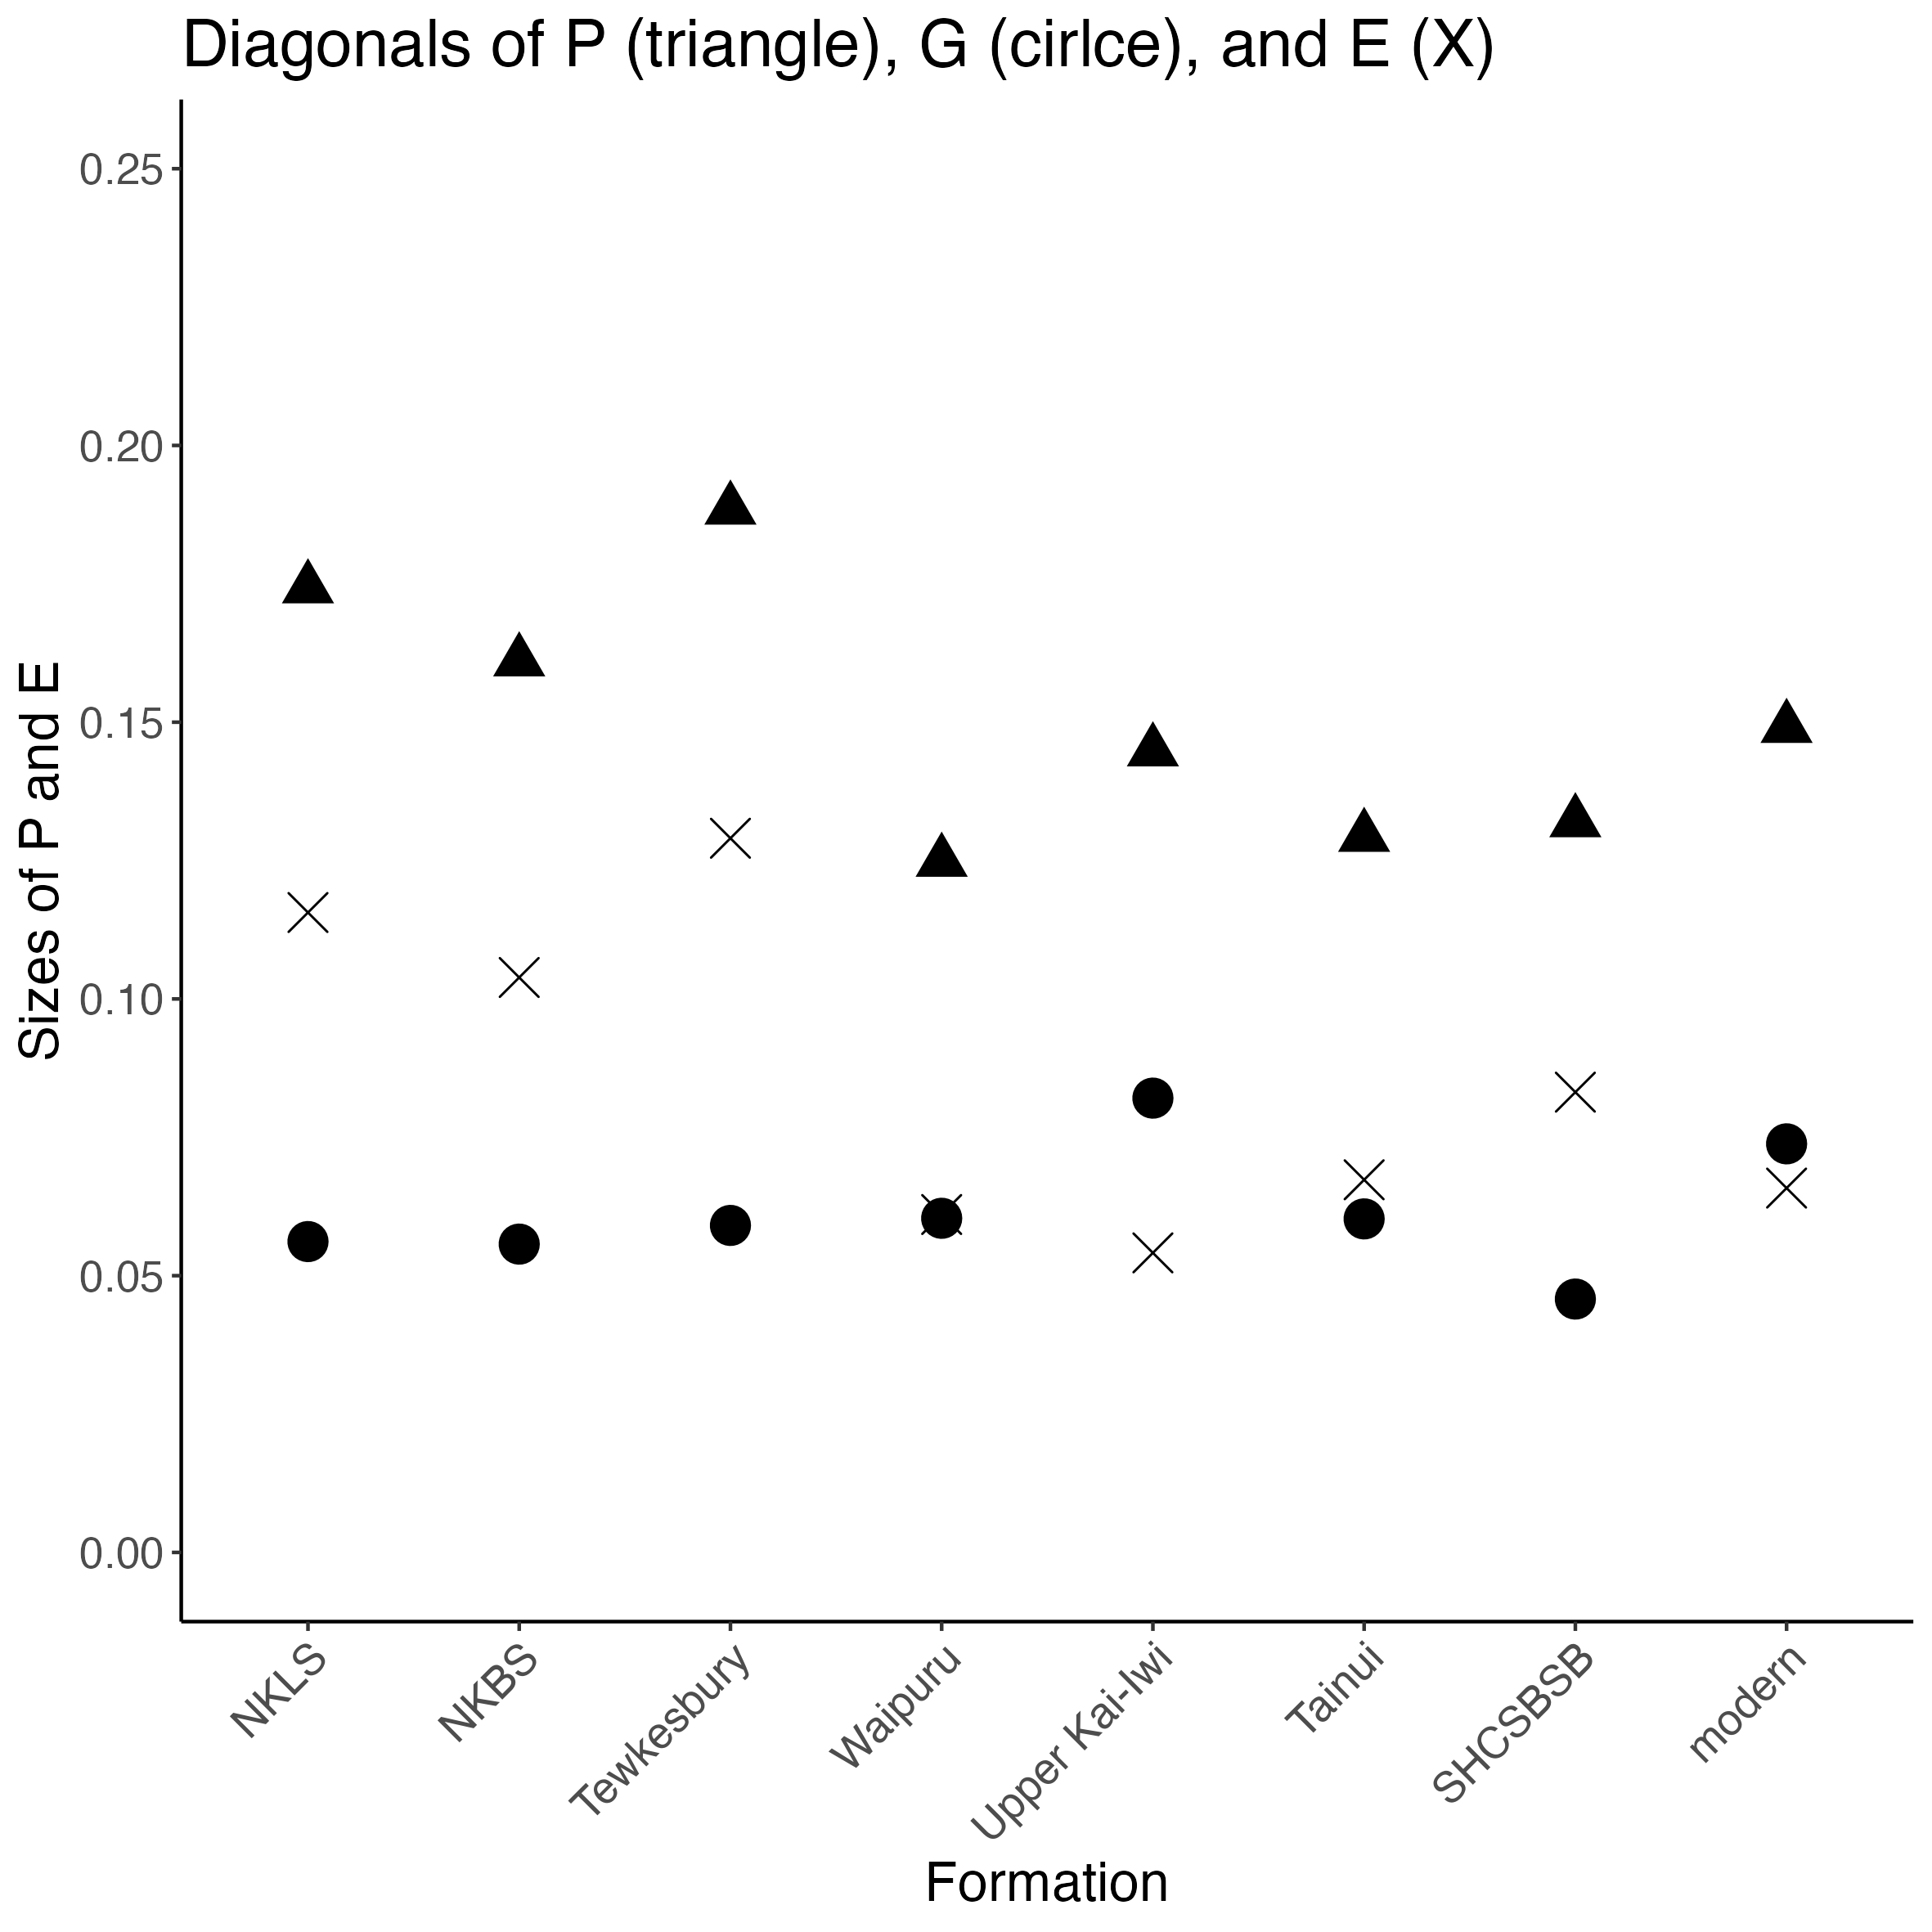 Diagonals of P (triangle), G (cirlce), and E (X)
Sizes of P and E
0.25
0.20
0.15
0.10
0.05
0.00
NKLS
NKBS
Tewkesbury
Waipuru
Upper Kai-Iwi
Tainui
SHCSBSB
modern
Formation